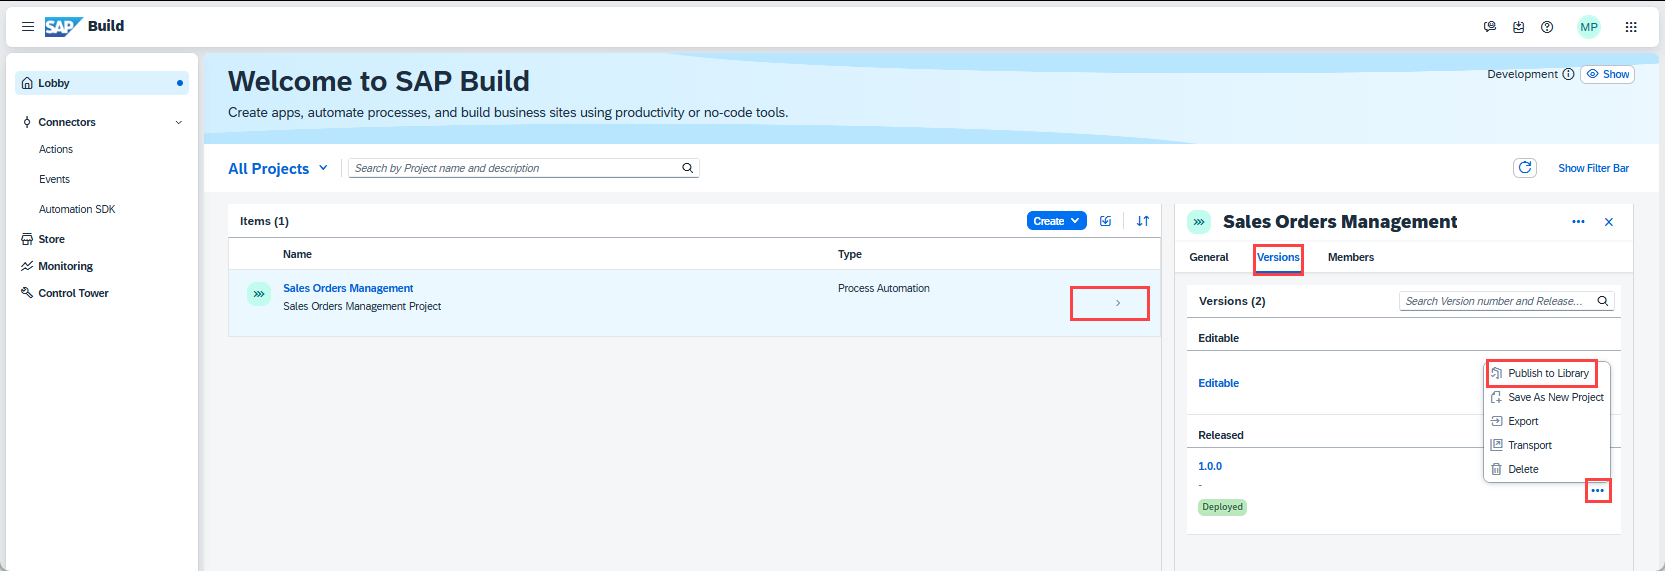 SAP Build
MP
Lobby
Connectors
Actions
Events
Automation SDK
Store
Monitoring
Control Tower
Welcome to SAP Build
Create apps, automate processes, and build business sites using productivity or no-code tools.
Development
Show
All Projects
Search by Project name and description
Show Filter Bar
Items (1)
Create
Name
Type
Sales Orders Management
Process Automation
Sales Orders Management Project
Sales Orders Management
General
Versions
Members
Versions (2)
Search Version number and Release...
Editable
Editable
Publish to Library
Save As New Project
Export
Transport
Delete
Released
1.0.0
-
Deployed